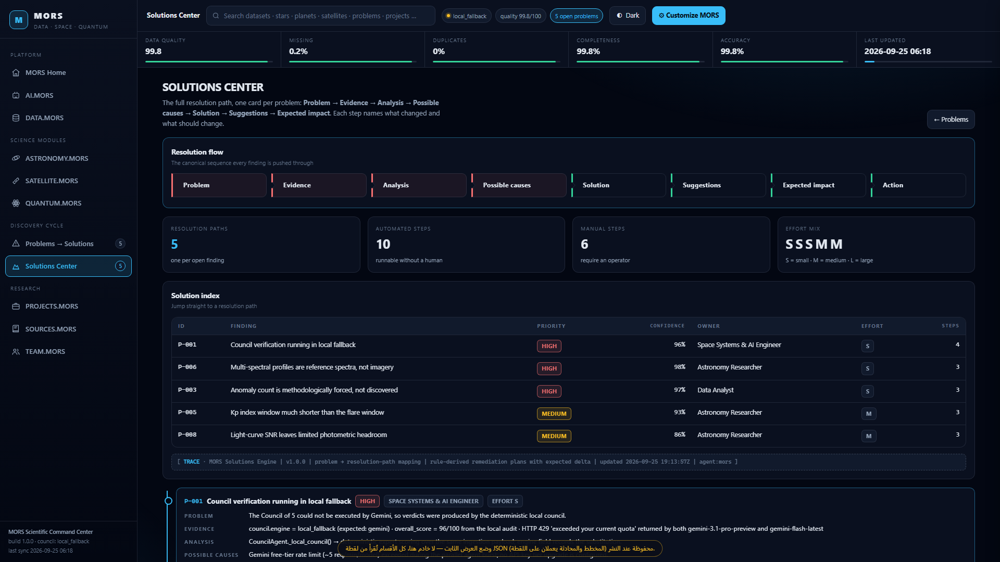 M
MORS
DATA · SPACE · QUANTUM
PLATFORM
MORS Home
AI.MORS
DATA.MORS
SCIENCE MODULES
ASTRONOMY.MORS
SATELLITE.MORS
QUANTUM.MORS
DISCOVERY CYCLE
Problems → Solutions 5
Solutions Center 5
RESEARCH
PROJECTS.MORS
SOURCES.MORS
TEAM.MORS
MORS Scientific Command Center
build 1.0.0 · council: local_fallback
last sync 2026-09-25 06:18
Solutions Center
Search datasets · stars · planets · satellites · problems · projects ...
local_fallback
quality 99.8/100
5 open problems
Dark
Customize MORS
DATA QUALITY
99.8
MISSING
0.2%
DUPLICATES
0%
COMPLETENESS
99.8%
ACCURACY
99.8%
LAST UPDATED
2026-09-25 06:18
SOLUTIONS CENTER
The full resolution path, one card per problem: Problem → Evidence → Analysis → Possible
causes → Solution → Suggestions → Expected impact. Each step names what changed and
what should change.
← Problems
Resolution flow
The canonical sequence every finding is pushed through
Problem
Evidence
Analysis
Possible causes
Solution
Suggestions
Expected impact
Action
RESOLUTION PATHS
5
one per open finding
AUTOMATED STEPS
10
runnable without a human
MANUAL STEPS
6
require an operator
EFFORT MIX
S S S M M
S = small · M = medium · L = large
Solution index
Jump straight to a resolution path
ID FINDING PRIORITY CONFIDENCE OWNER EFFORT STEPS
P-001 Council verification running in local fallback HIGH 96% Space Systems & AI Engineer S 4
P-006 Multi-spectral profiles are reference spectra, not imagery HIGH 98% Astronomy Researcher S 3
P-003 Anomaly count is methodologically forced, not discovered HIGH 97% Data Analyst S 3
P-005 Kp index window much shorter than the flare window MEDIUM 93% Astronomy Researcher M 3
P-008 Light-curve SNR leaves limited photometric headroom MEDIUM 86% Astronomy Researcher M 3
[ TRACE · MORS Solutions Engine | v1.0.0 | problem → resolution-path mapping | rule-derived remediation plans with expected delta | updated 2026-09-25 19:13:57Z | agent:mors ]
P-001 Council verification running in local fallback HIGH SPACE SYSTEMS & AI ENGINEER EFFORT S
PROBLEM The Council of 5 could not be executed by Gemini, so verdicts were produced by the deterministic local council.
EVIDENCE council.engine = local_fallback (expected: gemini) · overall_score = 96/100 from the local audit · HTTP 429 'exceeded your current quota' returned by both gemini-3.1-pro-preview and gemini-flash-latest
ANALYSIS CouncilAgent._local_council() →
وضع العرض الثابت — لا خادم هنا، كل الأقسام تُقرأ من لقطة JSON محفوظة عند النشر (المخطط والمحادثة يعملان على اللقطة).
POSSIBLE CAUSES Gemini free-tier rate limit (~5